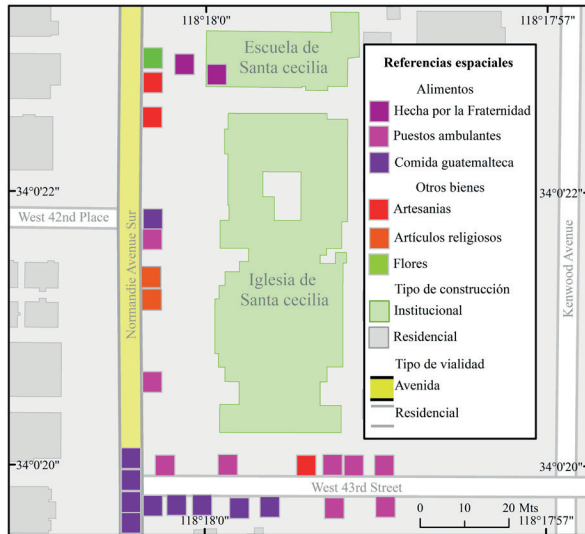 118°18'0"
118°17'57"
Escuela de
Santa cecilia
Referencias espaciales
Alimentos
Hecha por la Fraternidad
Puestos ambulantes
Comida guatemalteca
Otros bienes
Artesanias
Artículos religiosos
Flores
Tipo de construcción
Institucional
Residencial
Tipo de vialidad
Avenida
Residencial
34°0'22"
34°0'22"
West 42nd Place
Normandie Avenue Sur
Kenwood Avenue
Iglesia de
Santa cecilia
34°0'20"
34°0'20"
West 43rd Street
0 10 20 Mts
118°18'0"
118°17'57"